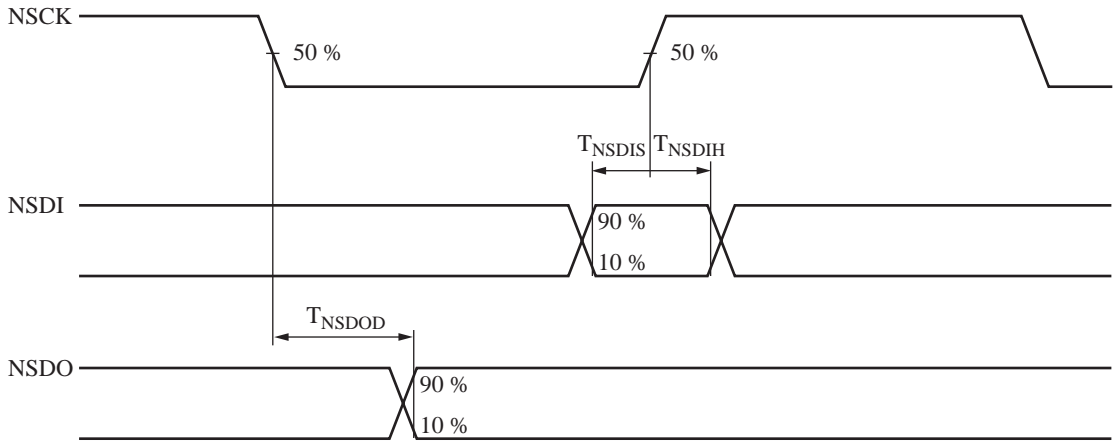 NSCK
50 %
50 %
TNSDIS
TNSDIH
NSDI
90 %
10 %
TNSDOD
NSDO
90 %
10 %